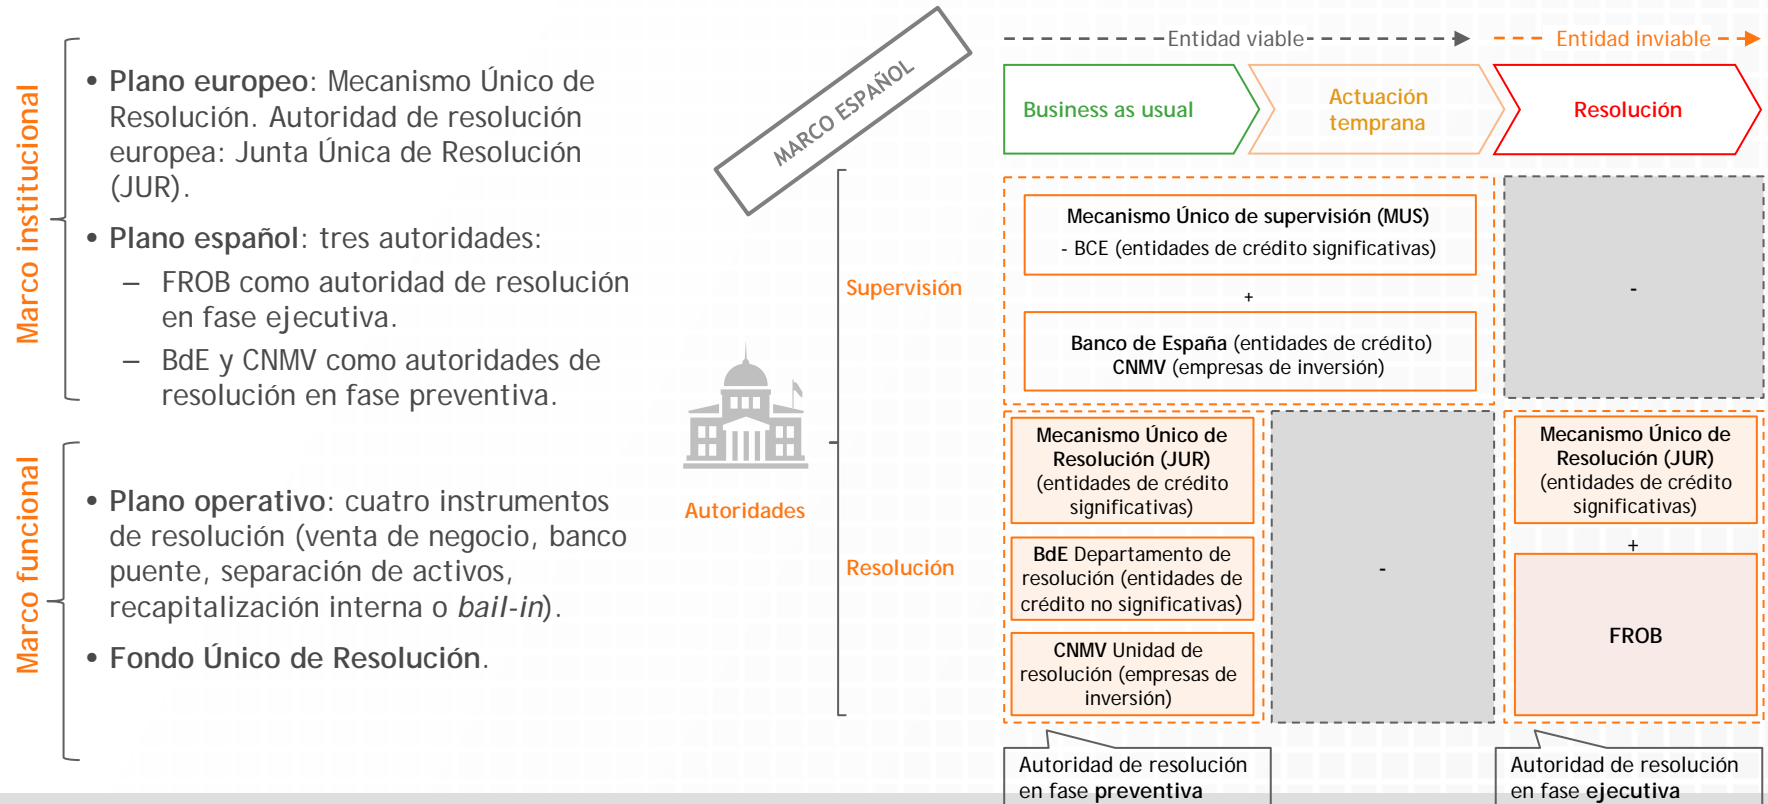 Marco institucional
• Plano europeo: Mecanismo Único de
Resolución. Autoridad de resolución
europea: Junta Única de Resolución
(JUR).
• Plano español: tres autoridades:
– FROB como autoridad de resolución
en fase ejecutiva.
– BdE y CNMV como autoridades de
resolución en fase preventiva.
Marco funcional
• Plano operativo: cuatro instrumentos
de resolución (venta de negocio, banco
puente, separación de activos,
recapitalización interna o bail-in).
• Fondo Único de Resolución.
MARCO ESPAÑOL
Autoridades
Entidad viable
Entidad inviable
Business as usual
Actuación
temprana
Resolución
Supervisión
Mecanismo Único de supervisión (MUS)
- BCE (entidades de crédito significativas)
+
Banco de España (entidades de crédito)
CNMV (empresas de inversión)
-
Resolución
Mecanismo Único de
Resolución (JUR)
(entidades de crédito
significativas)
BdE Departamento de
resolución (entidades de
crédito no significativas)
CNMV Unidad de
resolución (empresas de
inversión)
-
Mecanismo Único de
Resolución (JUR)
(entidades de crédito
significativas)
+
FROB
Autoridad de resolución
en fase preventiva
Autoridad de resolución
en fase ejecutiva